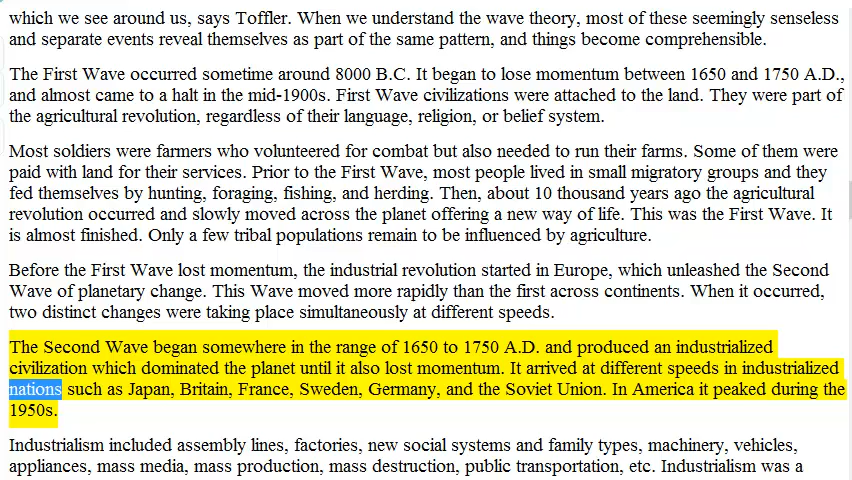 which we see around us, says Toffler. When we understand the wave theory, most of these seemingly senseless
and separate events reveal themselves as part of the same pattern, and things become comprehensible.
The First Wave occurred sometime around 8000 B.C. It began to lose momentum between 1650 and 1750 A.D.,
and almost came to a halt in the mid-1900s. First Wave civilizations were attached to the land. They were part of
the agricultural revolution, regardless of their language, religion, or belief system.
Most soldiers were farmers who volunteered for combat but also needed to run their farms. Some of them were
paid with land for their services. Prior to the First Wave, most people lived in small migratory groups and they
fed themselves by hunting, foraging, fishing, and herding. Then, about 10 thousand years ago the agricultural
revolution occurred and slowly moved across the planet offering a new way of life. This was the First Wave. It
is almost finished. Only a few tribal populations remain to be influenced by agriculture.
Before the First Wave lost momentum, the industrial revolution started in Europe, which unleashed the Second
Wave of planetary change. This Wave moved more rapidly than the first across continents. When it occurred,
two distinct changes were taking place simultaneously at different speeds.
The Second Wave began somewhere in the range of 1650 to 1750 A.D. and produced an industrialized
civilization which dominated the planet until it also lost momentum. It arrived at different speeds in industrialized
nations such as Japan, Britain, France, Sweden, Germany, and the Soviet Union. In America it peaked during the
1950s.
Industrialism included assembly lines, factories, new social systems and family types, machinery, vehicles,
appliances, mass media, mass production, mass destruction, public transportation, etc. Industrialism was a